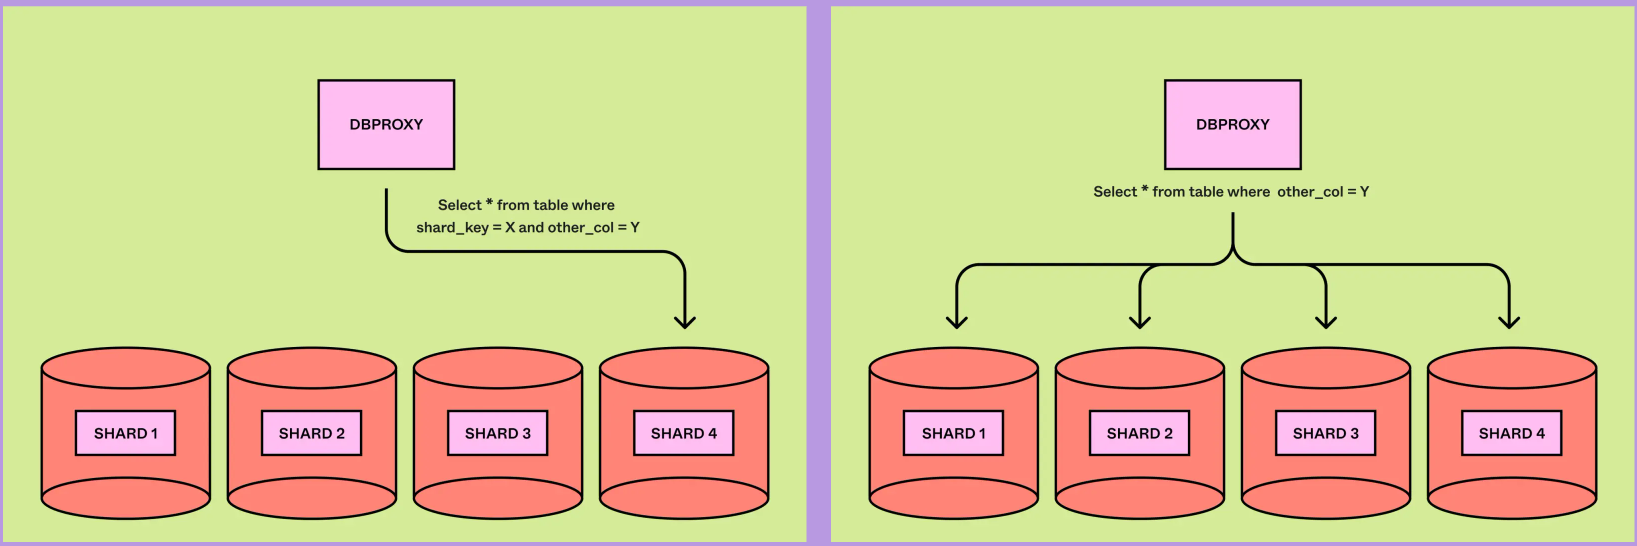 DBPROXY
Select * from table where
shard_key = X and other_col = Y
SHARD 1
SHARD 2
SHARD 3
SHARD 4
DBPROXY
Select * from table where other_col = Y
SHARD 1
SHARD 2
SHARD 3
SHARD 4